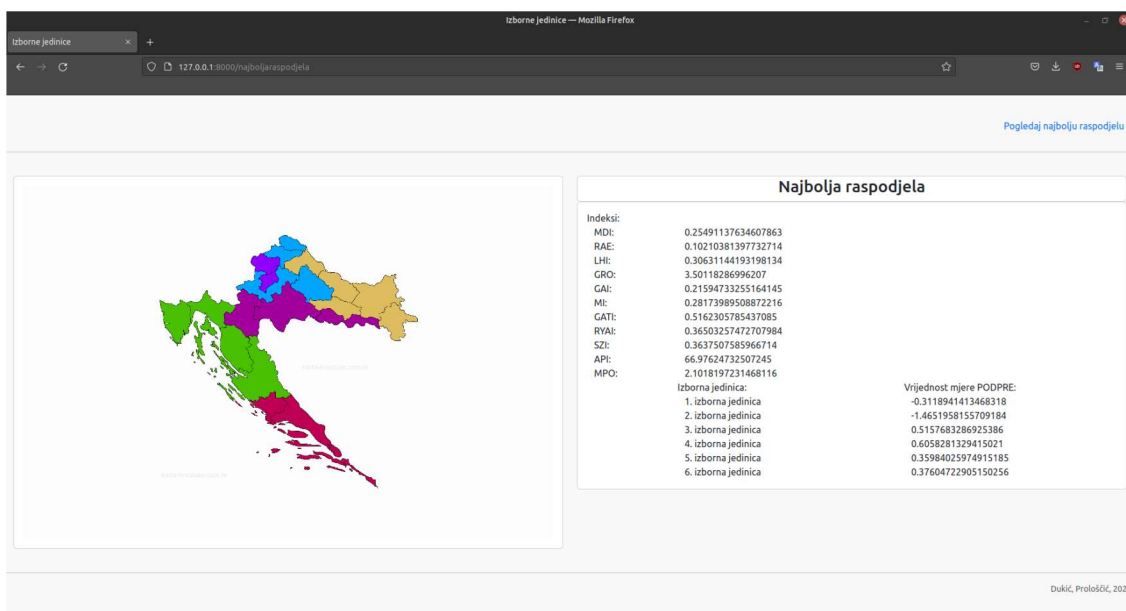 Izborne jedinice — Mozilla Firefox
Izborne jedinice
127.0.0.1:8000/najboljaraspodjela
Pogledaj najbolju raspodjelu
Najbolja raspodjela
Indeksi:
MDI: 0.25491137634607863
RAE: 0.10210381397732714
LHI: 0.30631144193198134
GRO: 3.50118286996207
GAI: 0.21594733255164145
MI: 0.28173989508872216
GATI: 0.5162305785437085
RYAI: 0.36503257472707984
SZI: 0.3637507585966714
API: 66.97624732507245
MPO: 2.1018197231468116
Izborna jedinica: Vrijednost mjere PODPRE:
1. izborna jedinica -0.3118941413468318
2. izborna jedinica -1.4651958155709184
3. izborna jedinica 0.5157683286925386
4. izborna jedinica 0.6058281329415021
5. izborna jedinica 0.35984025974915185
6. izborna jedinica 0.37604722905150256
Dukić, Prološčić, 202